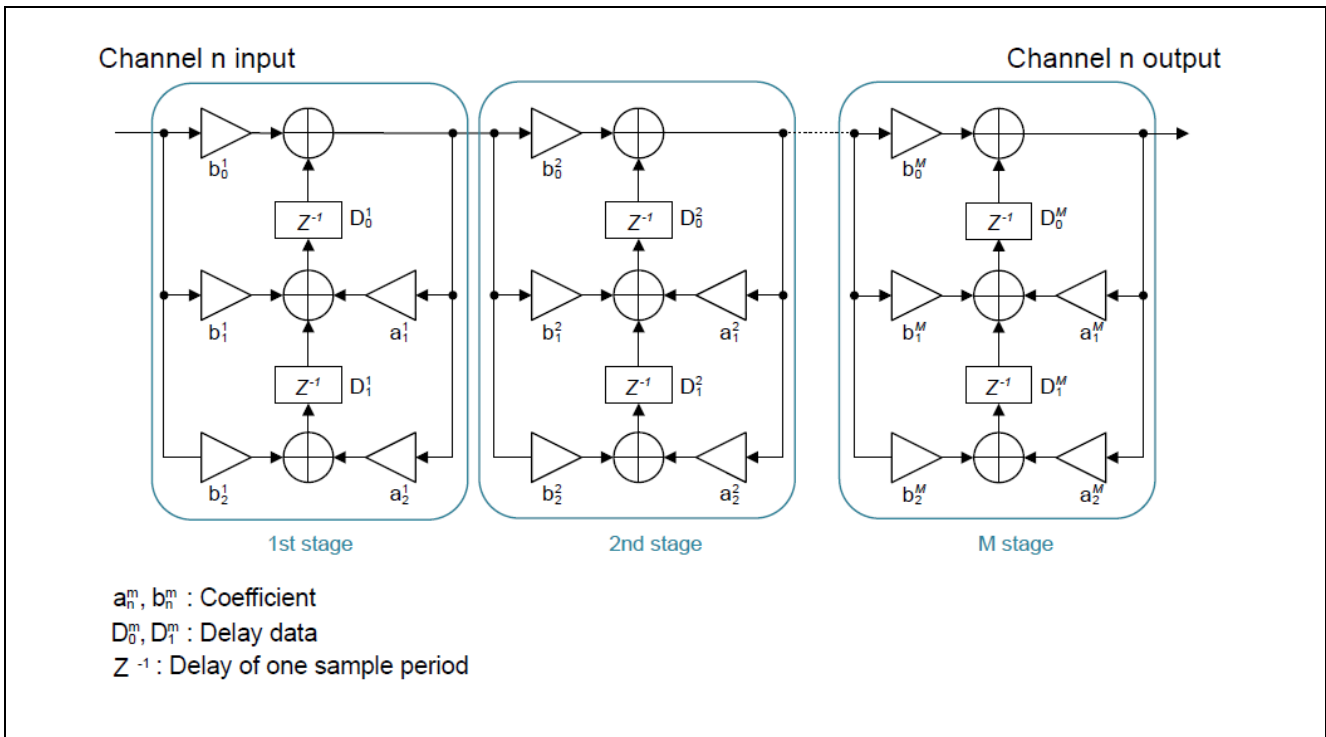 Channel n input
Channel n output
b₀¹ b₀² b₀ᴹ
Z⁻¹ D₀¹ Z⁻¹ D₀² Z⁻¹ D₀ᴹ
b₁¹ a₁¹ b₁² a₁² b₁ᴹ a₁ᴹ
Z⁻¹ D₁¹ Z⁻¹ D₁² Z⁻¹ D₁ᴹ
b₂¹ a₂¹ b₂² a₂² b₂ᴹ a₂ᴹ
1st stage
2nd stage
M stage
aₙᵐ, bₙᵐ : Coefficient
D₀ᵐ, D₁ᵐ : Delay data
Z ⁻¹ : Delay of one sample period